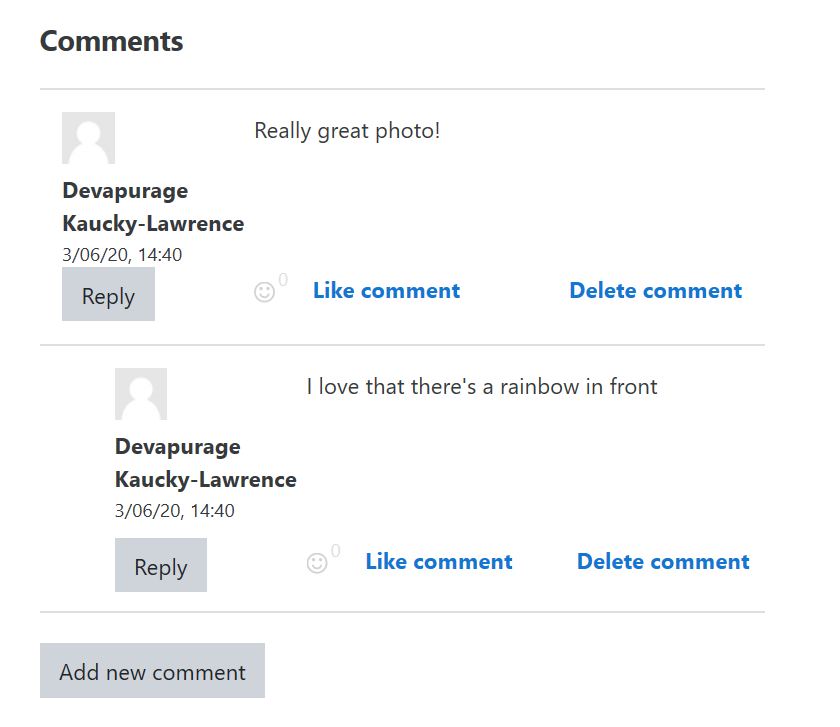 Comments
Really great photo!
Devapurage
Kaucky-Lawrence
3/06/20, 14:40
Reply
0
Like comment
Delete comment
I love that there's a rainbow in front
Devapurage
Kaucky-Lawrence
3/06/20, 14:40
Reply
0
Like comment
Delete comment
Add new comment